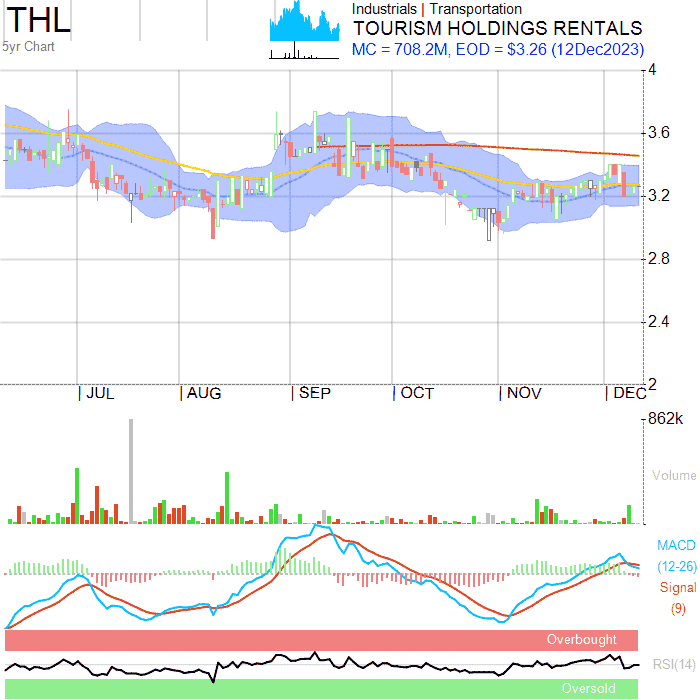 THL
5yr Chart
Industrials | Transportation
TOURISM HOLDINGS RENTALS
MC = 708.2M, EOD = $3.26 (12Dec2023)
4
3.6
3.2
2.8
2.4
2
JUL AUG SEP OCT NOV DEC
862k
Volume
MACD
(12-26)
Signal
(9)
Overbought
RSI(14)
Oversold